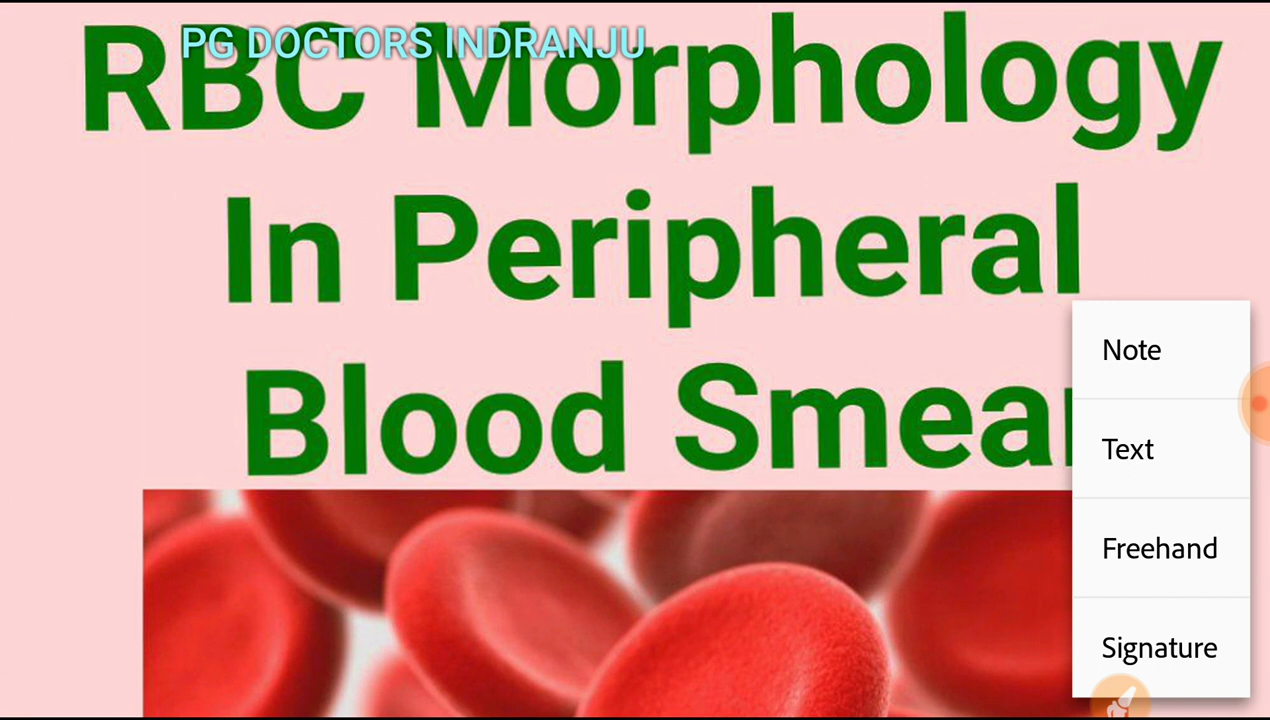 PG DOCTORS INDRANJU
RBC Morphology
In Peripheral
Blood Smear
Note
Text
Freehand
Signature